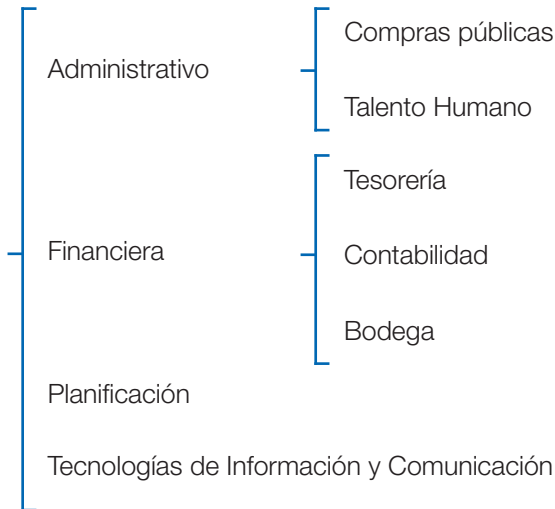 Administrativo
Compras públicas
Talento Humano
Financiera
Tesorería
Contabilidad
Bodega
Planificación
Tecnologías de Información y Comunicación